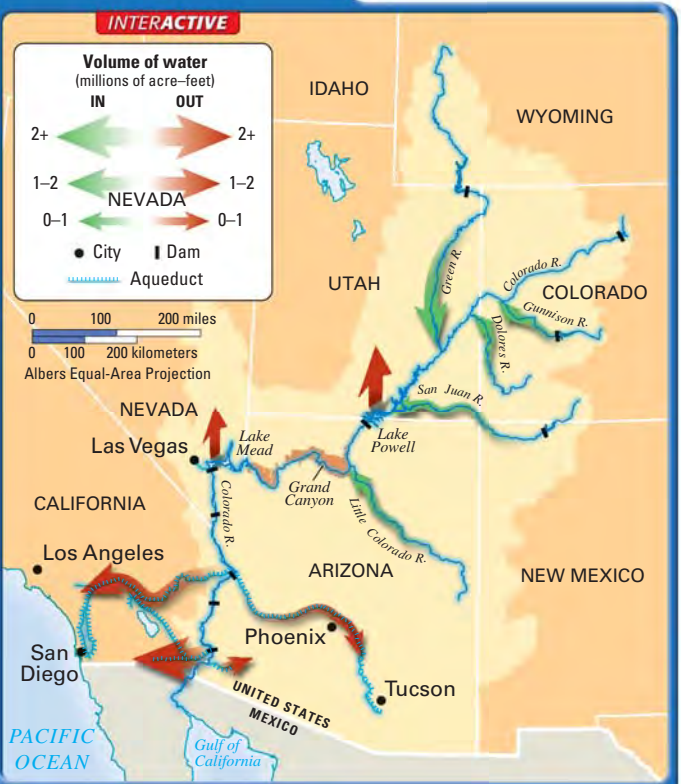 INTERACTIVE
Volume of water
(millions of acre–feet)
IN OUT
2+ 2+
1–2 1–2
NEVADA
0–1 0–1
City Dam
Aqueduct
0 100 200 miles
0 100 200 kilometers
Albers Equal-Area Projection
IDAHO
WYOMING
UTAH
Green R.
Colorado R.
COLORADO
Gunnison R.
Dolores R.
San Juan R.
NEVADA
Las Vegas
Lake
Mead
Lake
Powell
Grand
Canyon
Colorado R.
Little Colorado R.
CALIFORNIA
Los Angeles
ARIZONA
NEW MEXICO
Phoenix
San
Diego
Tucson
UNITED STATES
MEXICO
PACIFIC
OCEAN
Gulf of
California